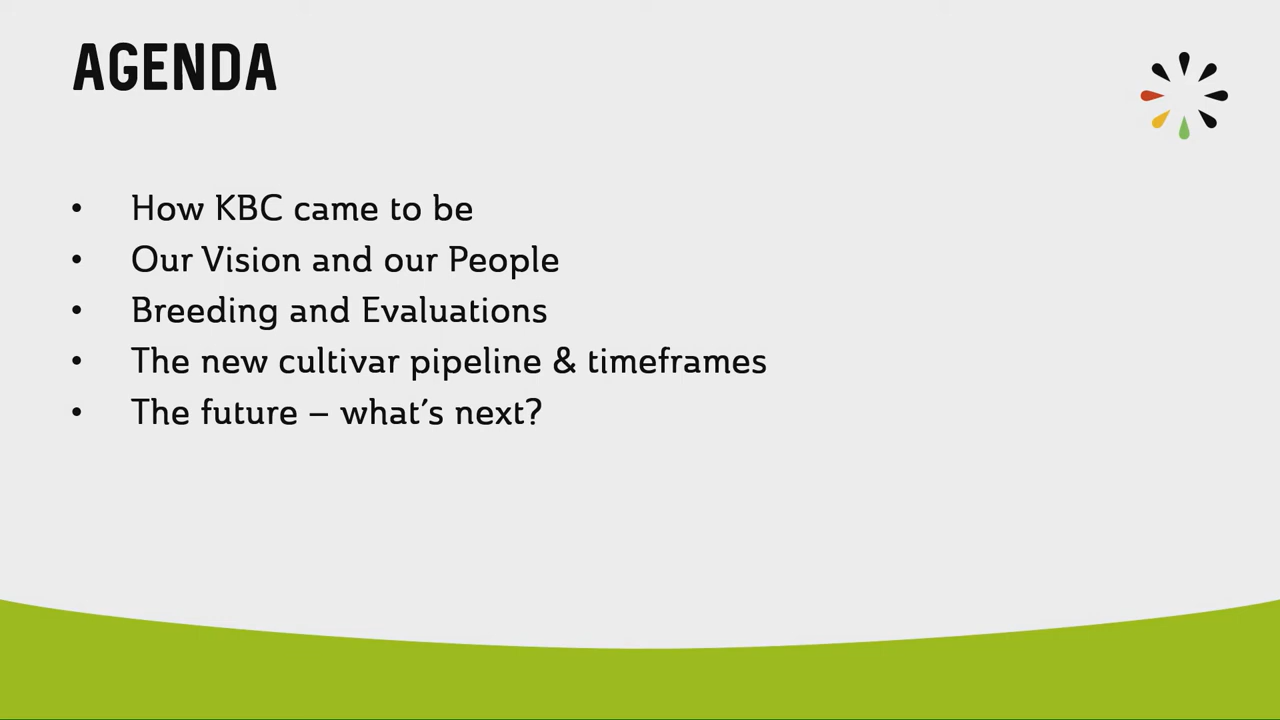 AGENDA
• How KBC came to be
• Our Vision and our People
• Breeding and Evaluations
• The new cultivar pipeline & timeframes
• The future – what’s next?